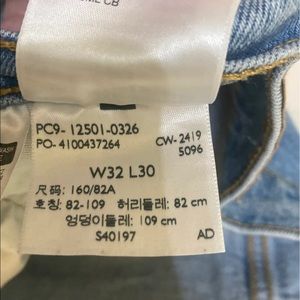 PC9- 12501-0326
PO- 4100437264
CW-2419
5096
W32 L30
尺码: 160/82A
호칭: 82-109 허리둘레: 82 cm
엉덩이둘레: 109 cm
S40197 AD